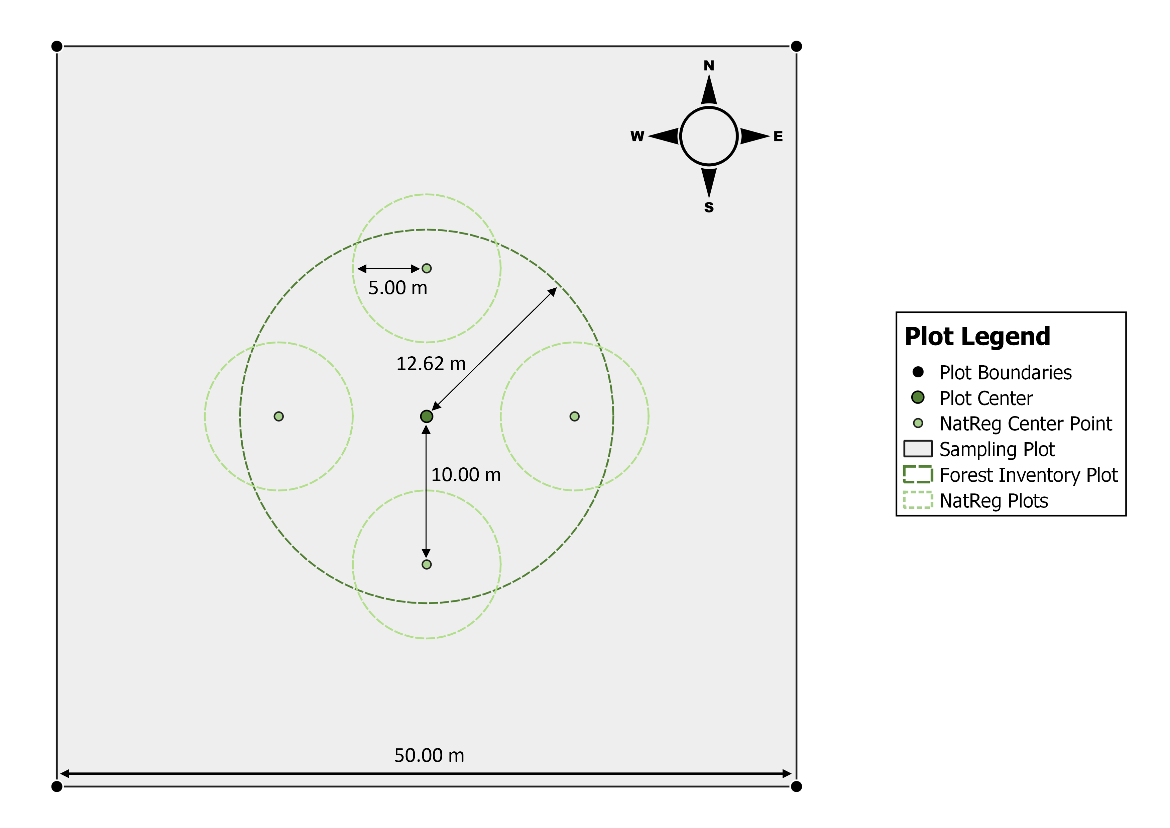 N
W E
S
5.00 m
12.62 m
10.00 m
50.00 m
Plot Legend
Plot Boundaries
Plot Center
NatReg Center Point
Sampling Plot
Forest Inventory Plot
NatReg Plots